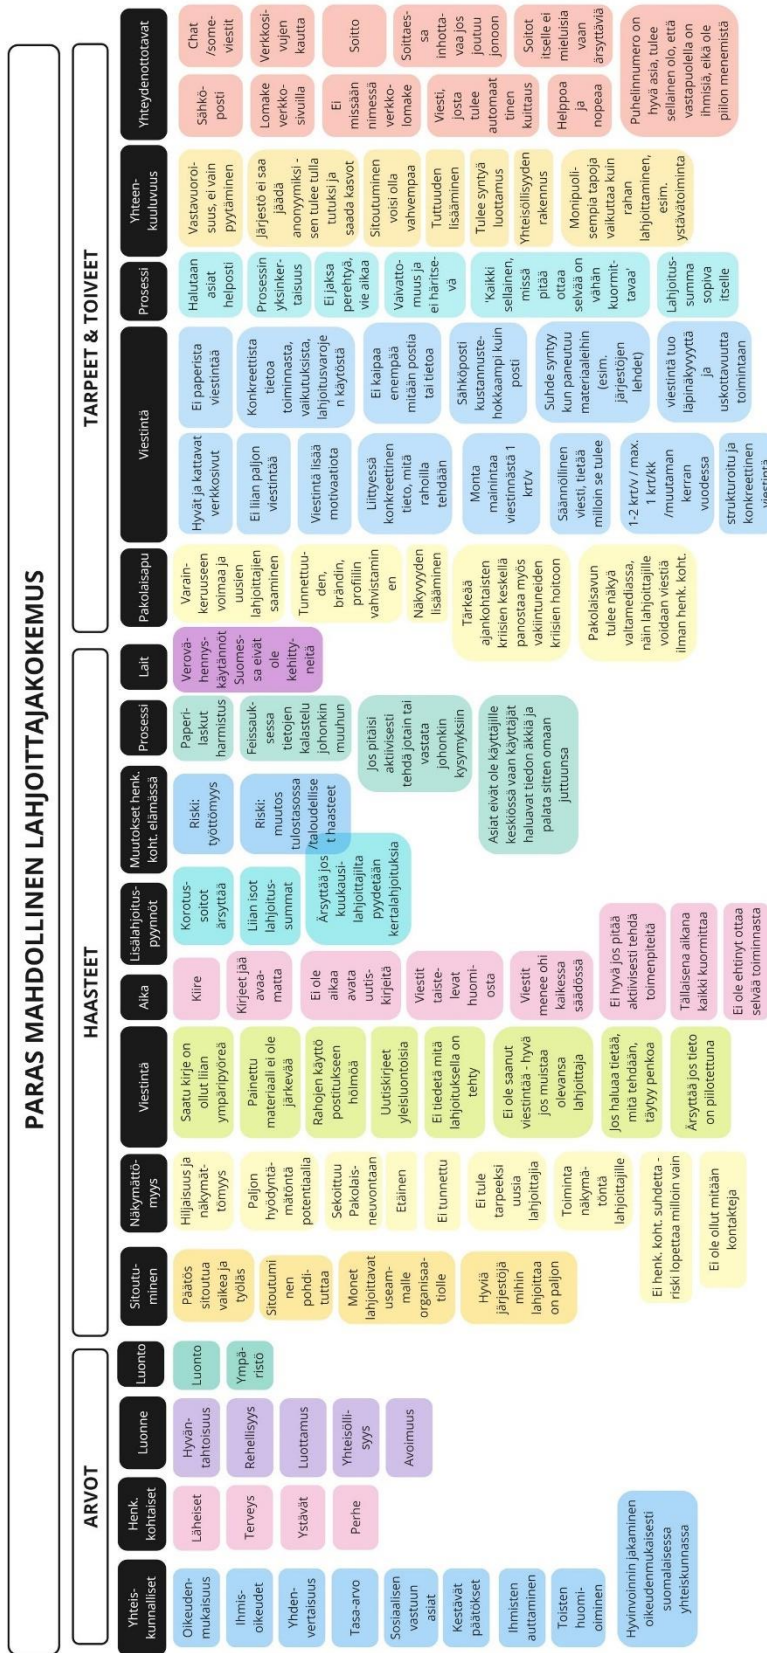 PARAS MAHDOLLINEN LAHJOITTAJAKOKEMUS
ARVOT
Yhteis-
kunnalliset
Oikeuden-
mukaisuus
Ihmis-
oikeudet
Yhden-
vertaisuus
Tasa-arvo
Sosiaalisen
vastuun
asiat
Kestävät
päätökset
Ihmisten
auttaminen
Toisten
huomi-
oiminen
Hyvinvoinnin jakaminen
oikeudenmukaisesti
suomalaisessa
yhteiskunnassa
Henk.
kohtaiset
Läheiset
Terveys
Ystävät
Perhe
Luonne
Hyvän-
tahtoisuus
Rehellisyys
Luottamus
Yhteisölli-
syys
Avoimuus
Luonto
Luonto
Ympä-
ristö
HAASTEET
Sitoutu-
minen
Päätös
sitoutua
vaikea ja
työläs
Sitoutumi
nen
pohdi-
tuttaa
Monet
lahjoittavat
useam-
malle
organisaa-
tiolle
Hyviä
järjestöjä
mihin
lahjoittaa
on paljon
Näkymättö-
myys
Hiljaisuus ja
näkymät-
tömyys
Paljon
hyödyntä-
mätöntä
potentiaalia
Sekoittuu
Pakolais-
neuvontaan
Etäinen
Ei tunnettu
Ei tule
tarpeeksi
uusia
lahjoittajia
Toiminta
näkymä-
töntä
lahjoittajille
Ei henk. koht. suhdetta -
riski lopettaa milloin vain
Ei ole ollut mitään
kontakteja
Viestintä
Saatu kirje on
ollut liian
ympäripyöreä
Painettu
materiaali ei ole
järkevää
Rahojen käyttö
postitukseen
hölmöä
Uutiskirjeet
yleisluontoisia
Ei tiedetä mitä
lahjoituksella on
tehty
Ei ole saanut
viestintää - hyvä
jos muistaa
olevansa
lahjoittaja
Jos haluaa tietää,
mitä tehdään,
täytyy penkoa
Ärsyttää jos tieto
on piilotettuna
Aika
Kiire
Kirjeet jää
avaa-
matta
Ei ole
aikaa
avata
uutis-
kirjeitä
Viestit
taiste-
levat
huomi-
osta
Viestit
menee ohi
kaikessa
säädössä
Ei hyvä jos pitää
aktiivisesti tehdä
toimenpiteitä
Tällaisena aikana
kaikki kuormittaa
Ei ole ehtinyt ottaa
selvää toiminnasta
Lisälahjoitus-
pyynnöt
Korotus-
soitot
ärsyttää
Liian isot
lahjoitus-
summat
Ärsyttää jos
kuukausi-
lahjoittajilta
pyydetään
kertalahjoituksia
Muutokset henk.
koht. elämässä
Riski:
työttömyys
Riski:
muutos
tulostasossa
/taloudellise
t haasteet
Prosessi
Paperi-
laskut
harmistus
Feissauk-
sessa
tietojen
kalastelu
johonkin
muuhun
Jos pitäisi
aktiivisesti
tehdä jotain tai
vastata
johonkin
kysymyksiin
Asiat eivät ole käyttäjille
keskiössä vaan käyttäjät
haluavat tiedon äkkiä ja
palata sitten omaan
juttuunsa
Lait
Verovä-
hennys-
käytännöt
Suomes-
sa eivät
ole
kehitty-
neitä
TARPEET & TOIVEET
Pakolaisapu
Varain-
keruuseen
voimaa ja
uusien
lahjoittajien
saaminen
Tunnettuu-
den,
brändin,
profiilin
vahvistamin
en
Näkyvyyden
lisääminen
Tärkeää
ajankohtaisten
kriisien keskellä
panostaa myös
vakiintuneiden
kriisien hoitoon
Pakolaisavun
tulee näkyä
valtamediassa,
näin lahjoittajille
voidaan viestiä
ilman henk. koht.
Viestintä
Hyvät ja kattavat
verkkosivut
Ei liian paljon
viestintää
Viestintä lisää
motivaatiota
Liittyessä
konkreettinen
tieto, mitä
rahoilla
tehdään
Monta
mainintaa
viestinnästä 1
krt/v
Säännöllinen
viesti, tietää
milloin se tulee
1-2 krt/v / max.
1 krt/kk
/muutaman
kerran
vuodessa
strukturoitu ja
konkreettinen
viestintä
Ei paperista
viestintää
Konkreettista
tietoa
toiminnasta,
vaikutuksista,
lahjoitusvaroje
n käytöstä
Ei kaipaa
enempää
mitään postia
tai tietoa
Sähköposti
kustannuste-
hokkaampi kuin
posti
Suhde syntyy
kun paneutuu
materiaaleihin
(esim.
järjestöjen
lehdet)
viestintä tuo
läpinäkyvyyttä
ja
uskottavuutta
toimintaan
Prosessi
Halutaan
asiat
helposti
Prosessin
yksinker-
taisuus
Ei jaksa
perehtyä,
vie aikaa
Vaivatto-
muus ja
ei häiritse-
vä
'Kaikki
sellainen,
missä
pitää
ottaa
selvää on
vähän
kuormit-
tavaa'
Lahjoitus-
summa
sopiva
itselle
Yhteen-
kuuluvuus
Vastavuoroi-
suus, ei vain
pyytäminen
Järjestö ei saa
jäädä
anonyymiksi -
sen tulee tulla
tutuksi ja
saada kasvot
Sitoutuminen
voisi olla
vahvempaa
Tuttuuden
lisääminen
Tulee syntyä
luottamus
Yhteisöllisyyden
rakennus
Monipuoli-
sempia tapoja
vaikuttaa kuin
rahan
lahjoittaminen,
esim.
ystävätoiminta
Yhteydenottotavat
Sähkö-
posti
Lomake
verkko-
sivuilla
Ei
missään
nimessä
verkko-
lomake
Viesti,
josta
tulee
automaat
tinen
kuittaus
Helppoa
ja
nopeaa
Puhelinnumero on
hyvä asia, tulee
sellainen olo, että
vastapuolella on
ihmisiä, eikä ole
piilon menemistä
Chat
/some-
viestit
Verkkosi-
vujen
kautta
Soitto
Soittaes-
sa
inhotta-
vaa jos
joutuu
jonoon
Soitot
itselle ei
mieluisia
vaan
ärsyttäviä